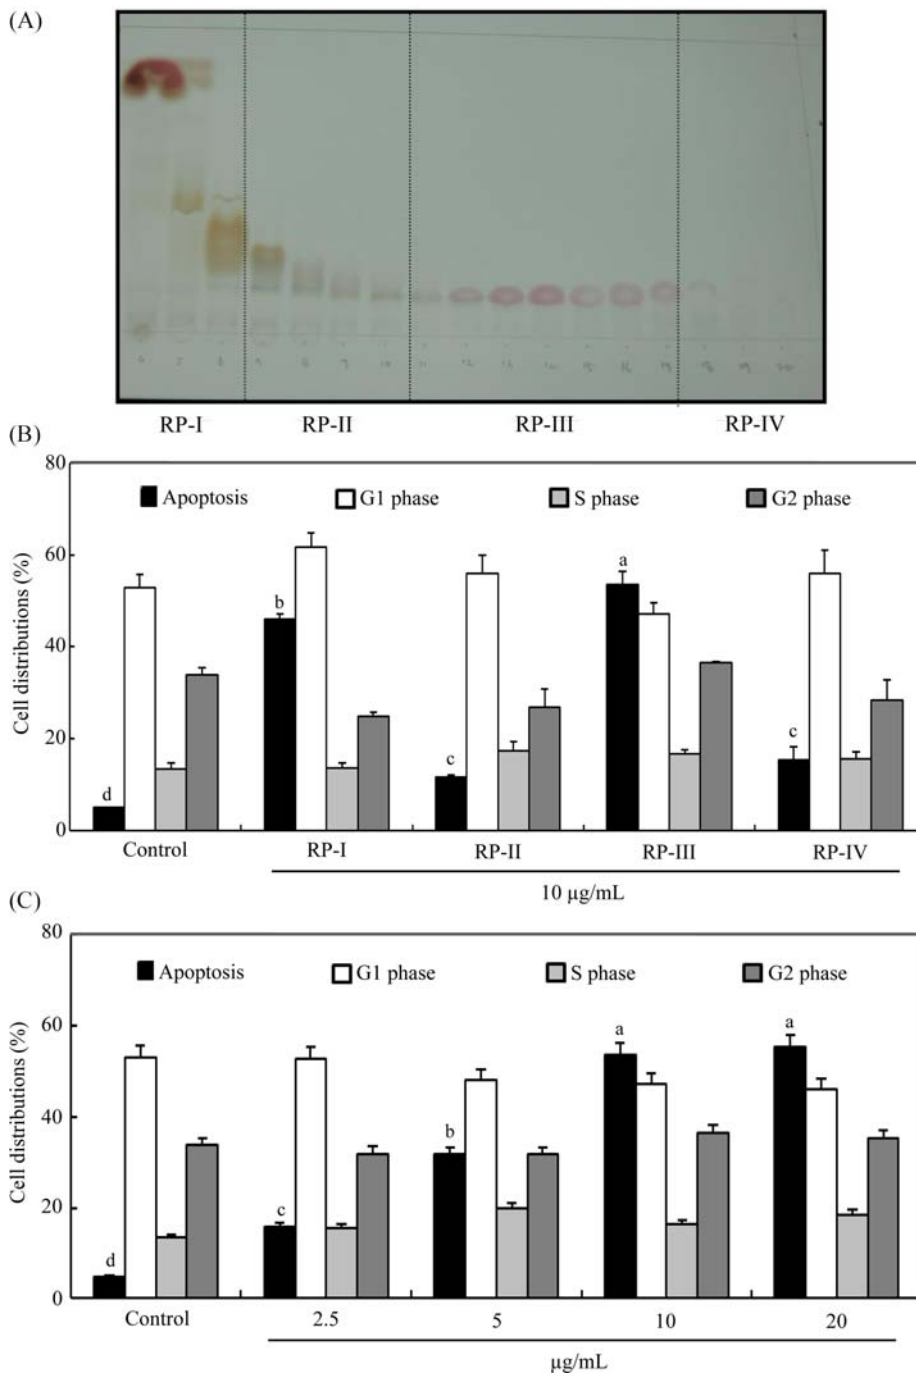 (A)
RP-I RP-II RP-III RP-IV
(B)
80
Apoptosis G1 phase S phase G2 phase
60
40
20
0
Cell distributions (%)
d b c a c
Control RP-I RP-II RP-III RP-IV
10 µg/mL
(C)
80
Apoptosis G1 phase S phase G2 phase
60
40
20
0
Cell distributions (%)
d c b a a
Control 2.5 5 10 20
µg/mL